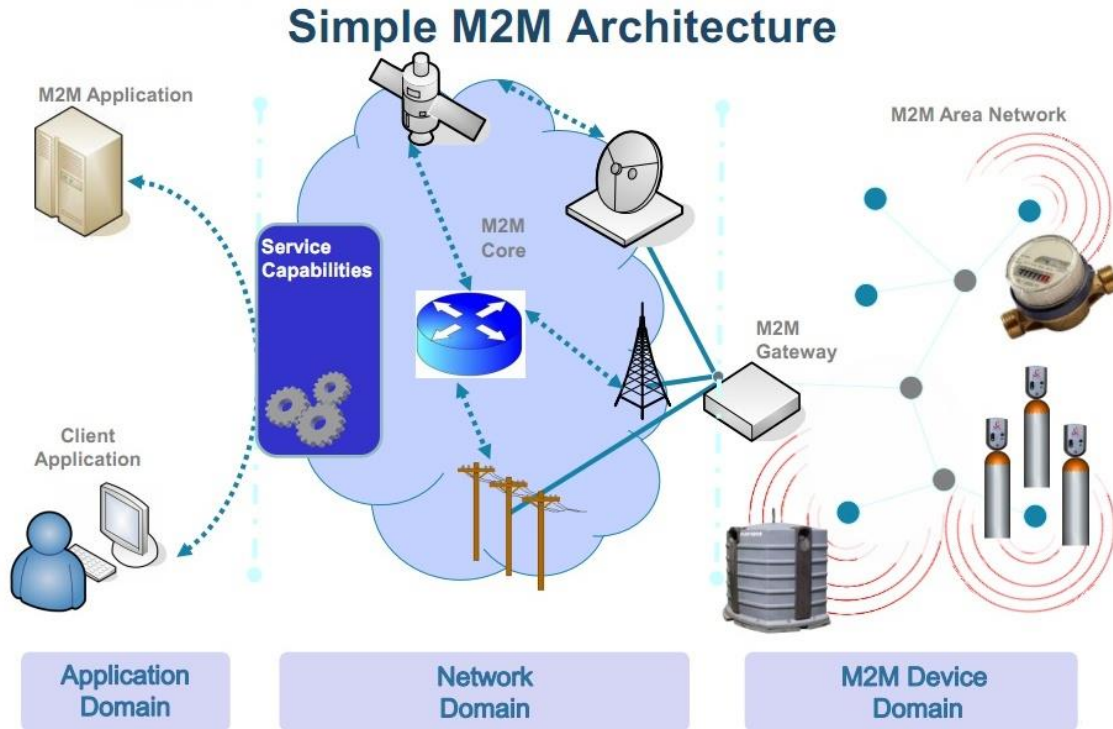 Simple M2M Architecture
M2M Application
M2M Area Network
Service
Capabilities
M2M
Core
M2M
Gateway
Client
Application
Application
Domain
Network
Domain
M2M Device
Domain